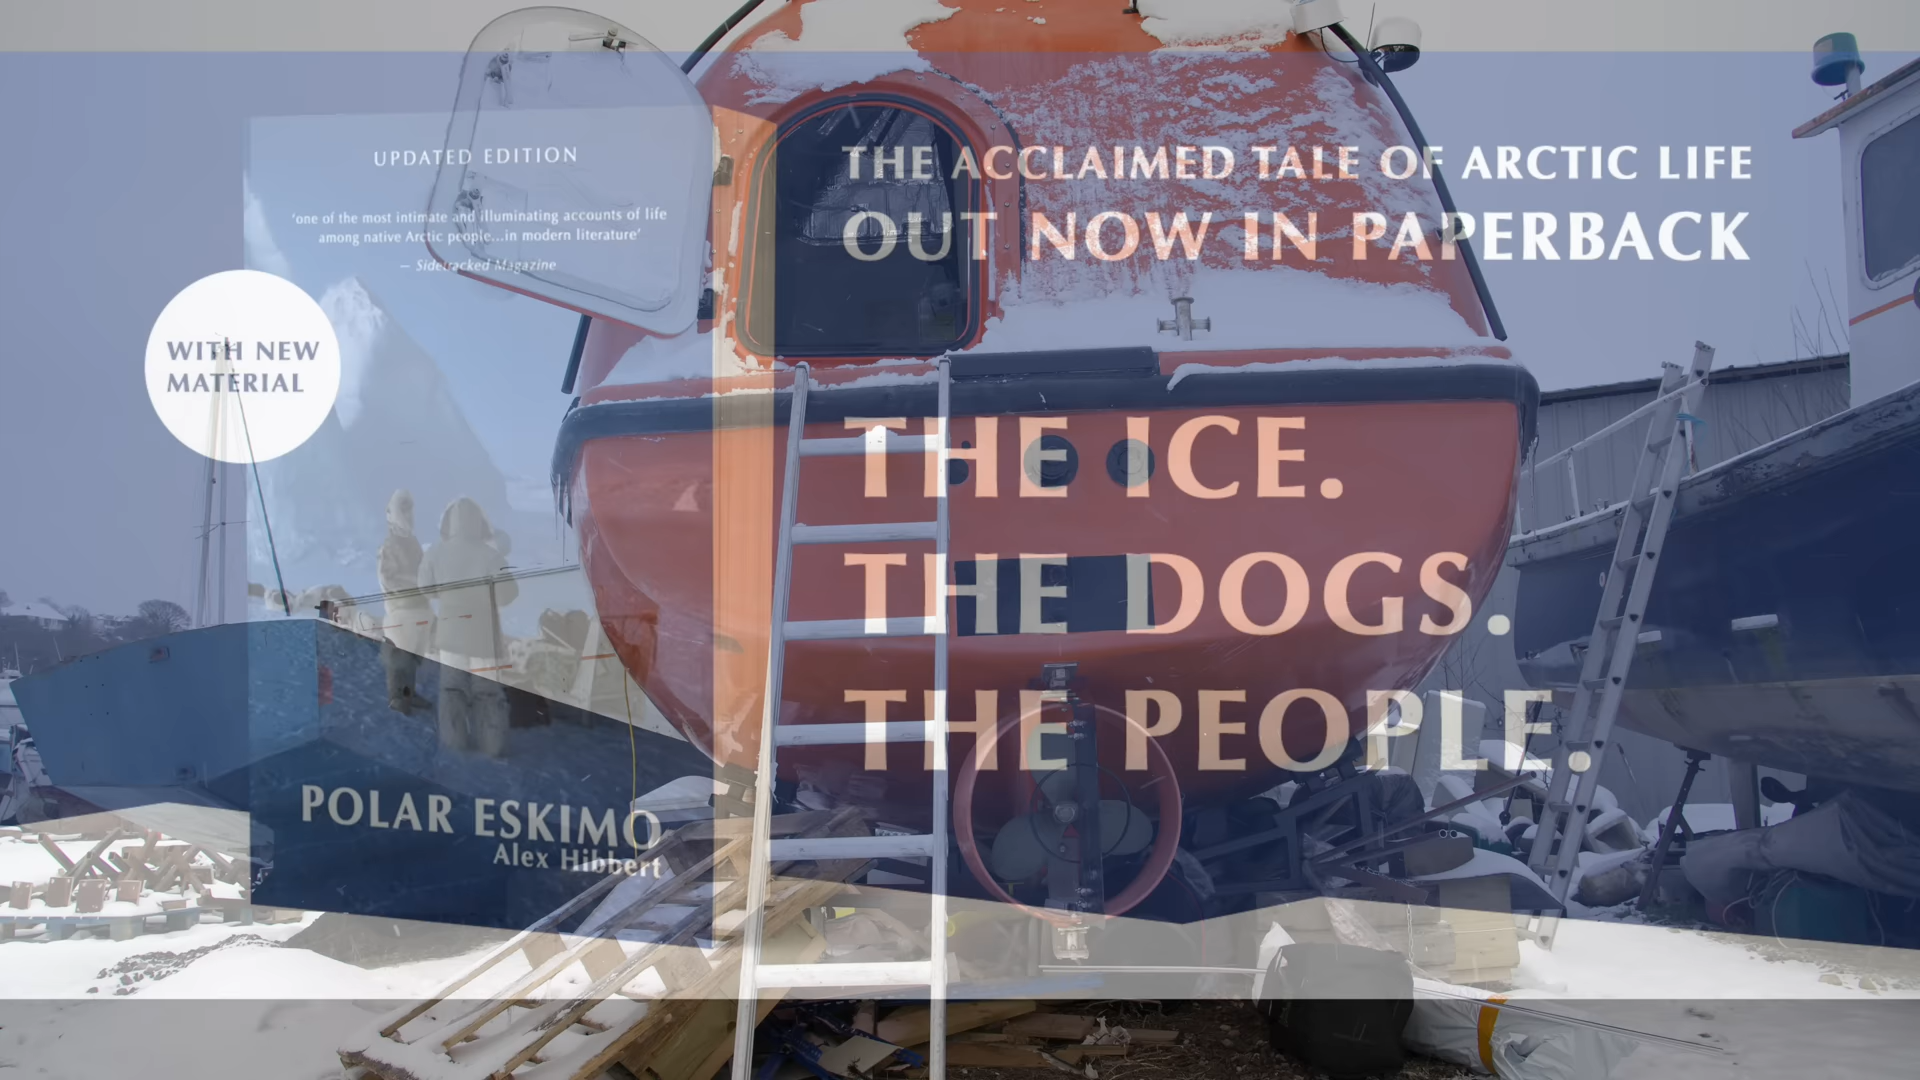 UPDATED EDITION
'one of the most intimate and illuminating accounts of life
among native Arctic people...in modern literature'
— Sidetracked Magazine
WITH NEW
MATERIAL
POLAR ESKIMO
Alex Hibbert
THE ACCLAIMED TALE OF ARCTIC LIFE
OUT NOW IN PAPERBACK
THE ICE.
THE DOGS.
THE PEOPLE.